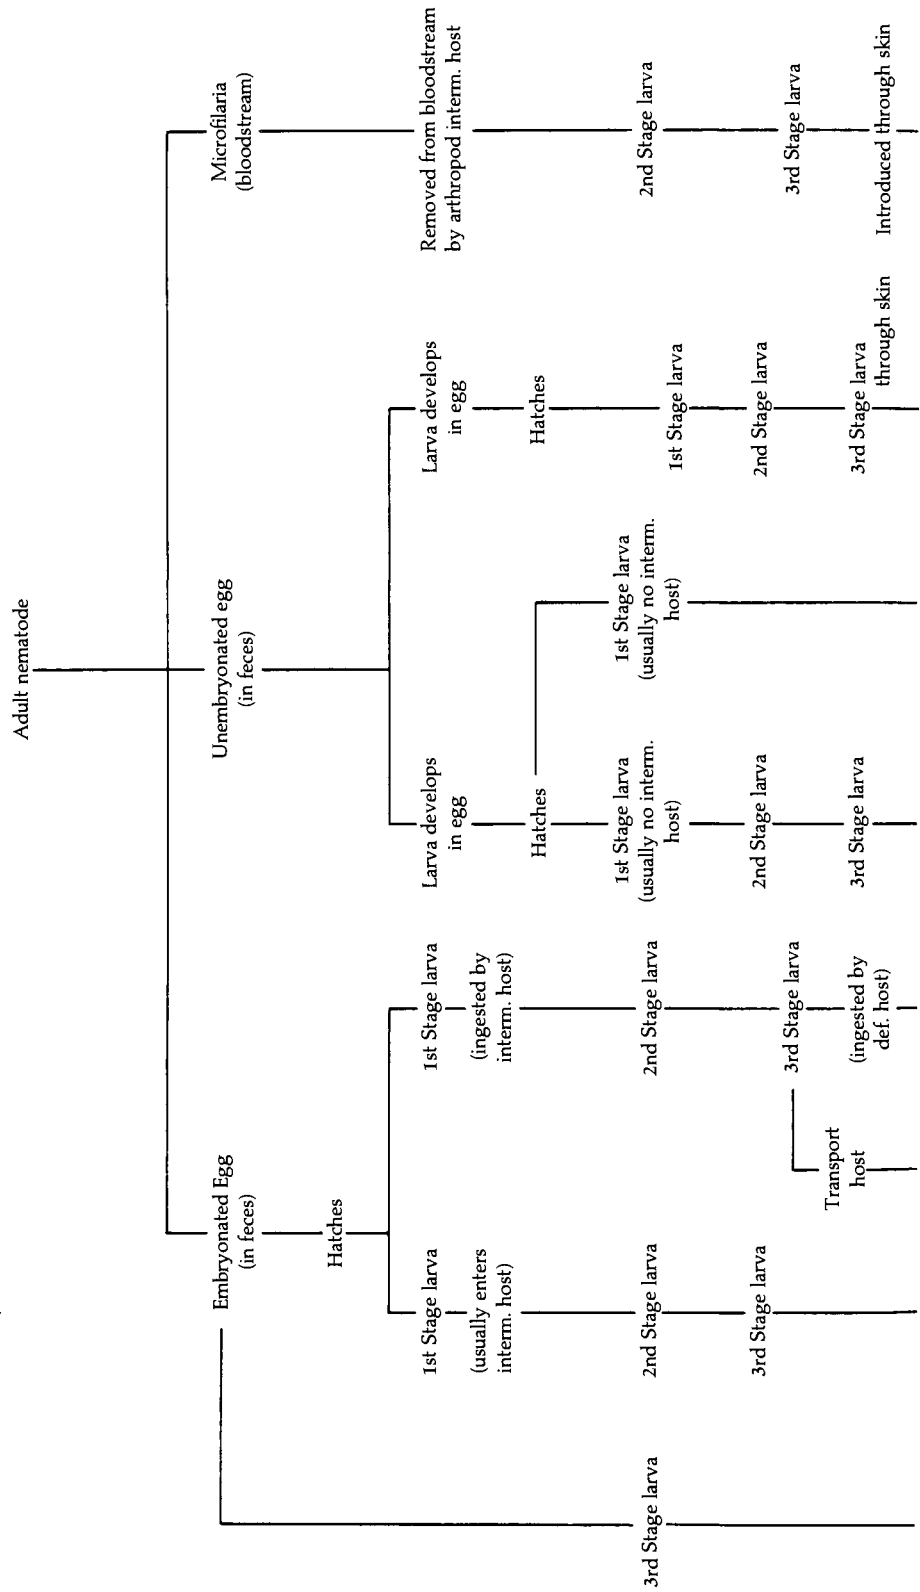 Adult nematode
Embryonated Egg
(in feces)
Unembryonated egg
(in feces)
Microfilaria
(bloodstream)
Hatches
1st Stage larva
(usually enters
interm. host)
1st Stage larva
(ingested by
interm. host)
Larva develops
in egg
Larva develops
in egg
Removed from bloodstream
by arthropod interm. host
Hatches
Hatches
3rd Stage larva
2nd Stage larva
2nd Stage larva
1st Stage larva
(usually no interm.
host)
1st Stage larva
(usually no interm.
host)
1st Stage larva
2nd Stage larva
3rd Stage larva
2nd Stage larva
2nd Stage larva
Transport
host
3rd Stage larva
(ingested by
def. host)
3rd Stage larva
3rd Stage larva
through skin
3rd Stage larva
Introduced through skin